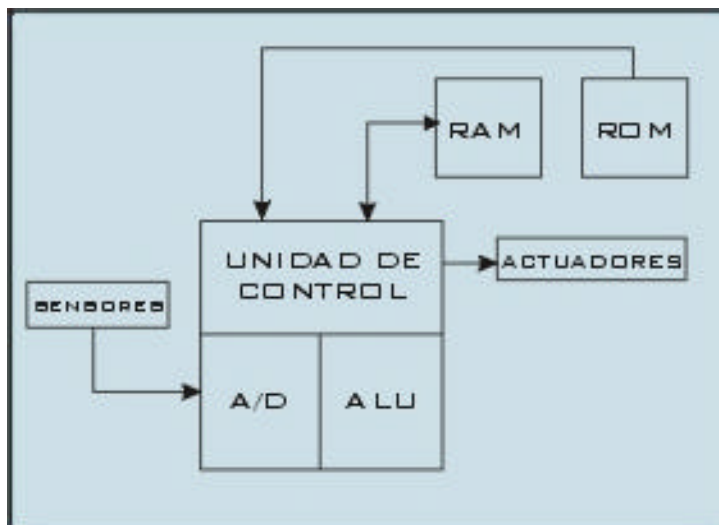 RAM
ROM
UNIDAD DE
CONTROL
ACTUADORES
SENSORES
A/D
ALU